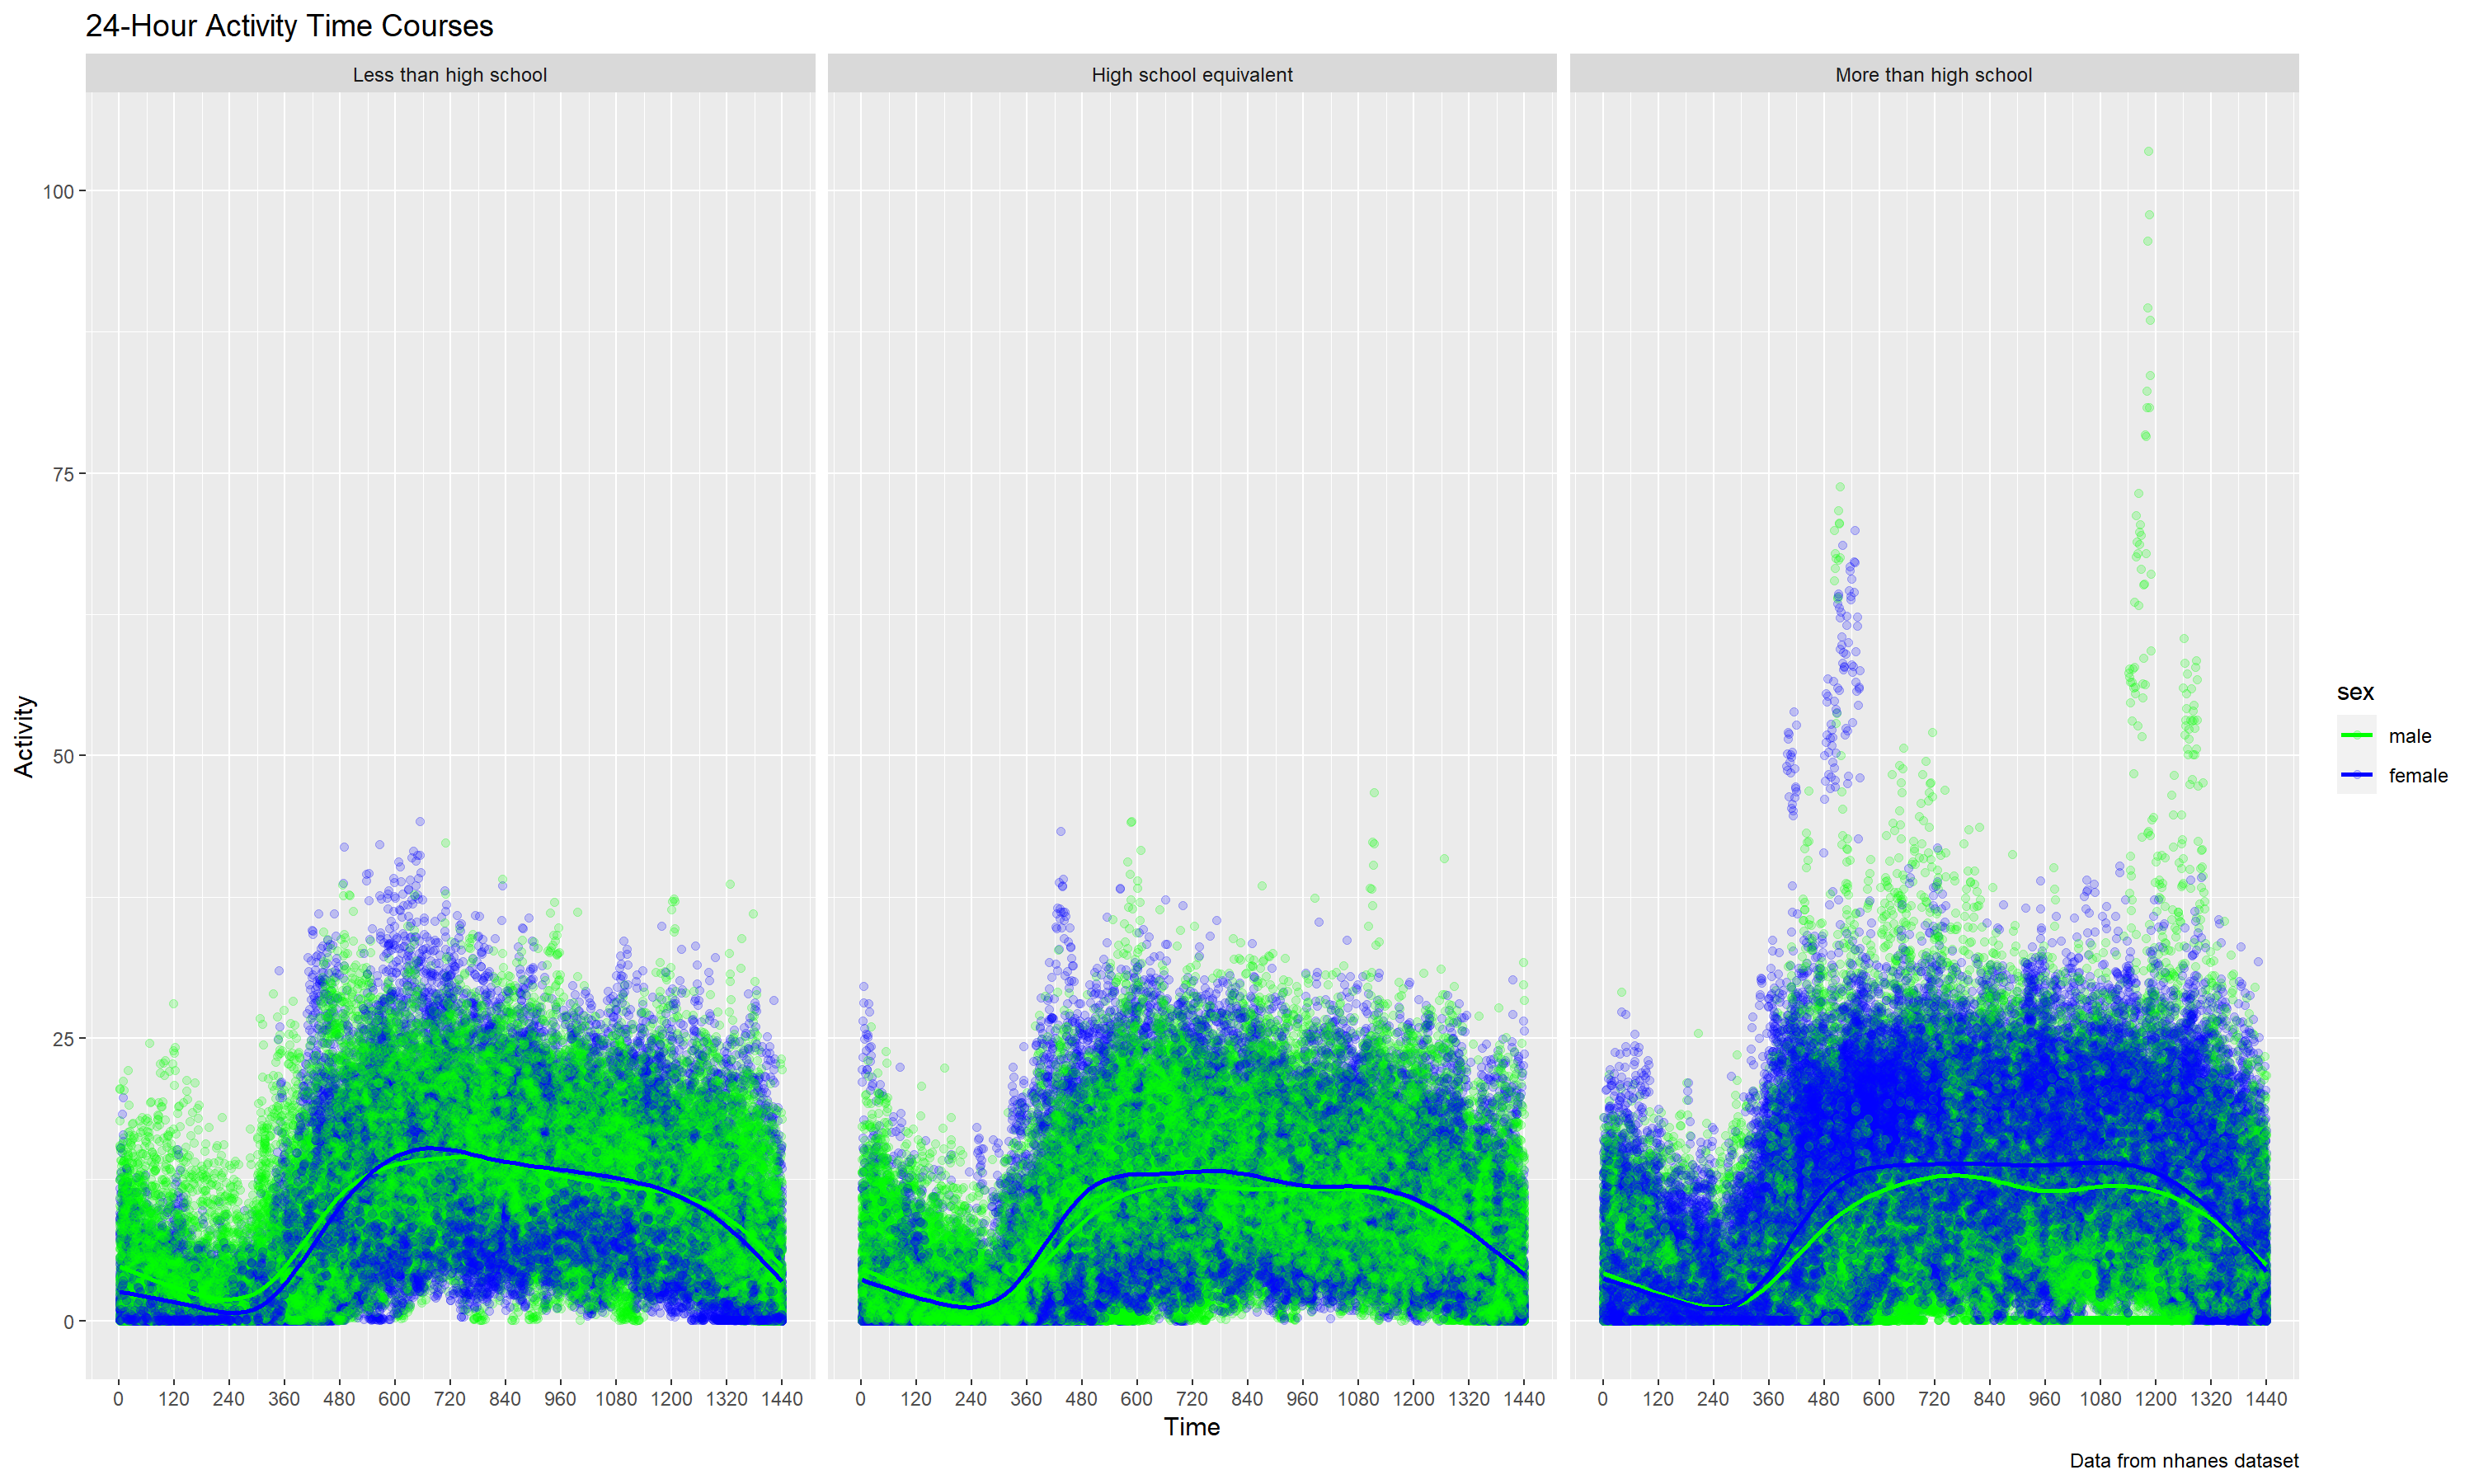 24-Hour Activity Time Courses
Less than high school
High school equivalent
More than high school
100
75
50
25
0
Activity
0 120 240 360 480 600 720 840 960 1080 1200 1320 1440
0 120 240 360 480 600 720 840 960 1080 1200 1320 1440
0 120 240 360 480 600 720 840 960 1080 1200 1320 1440
Time
sex
male
female
Data from nhanes dataset